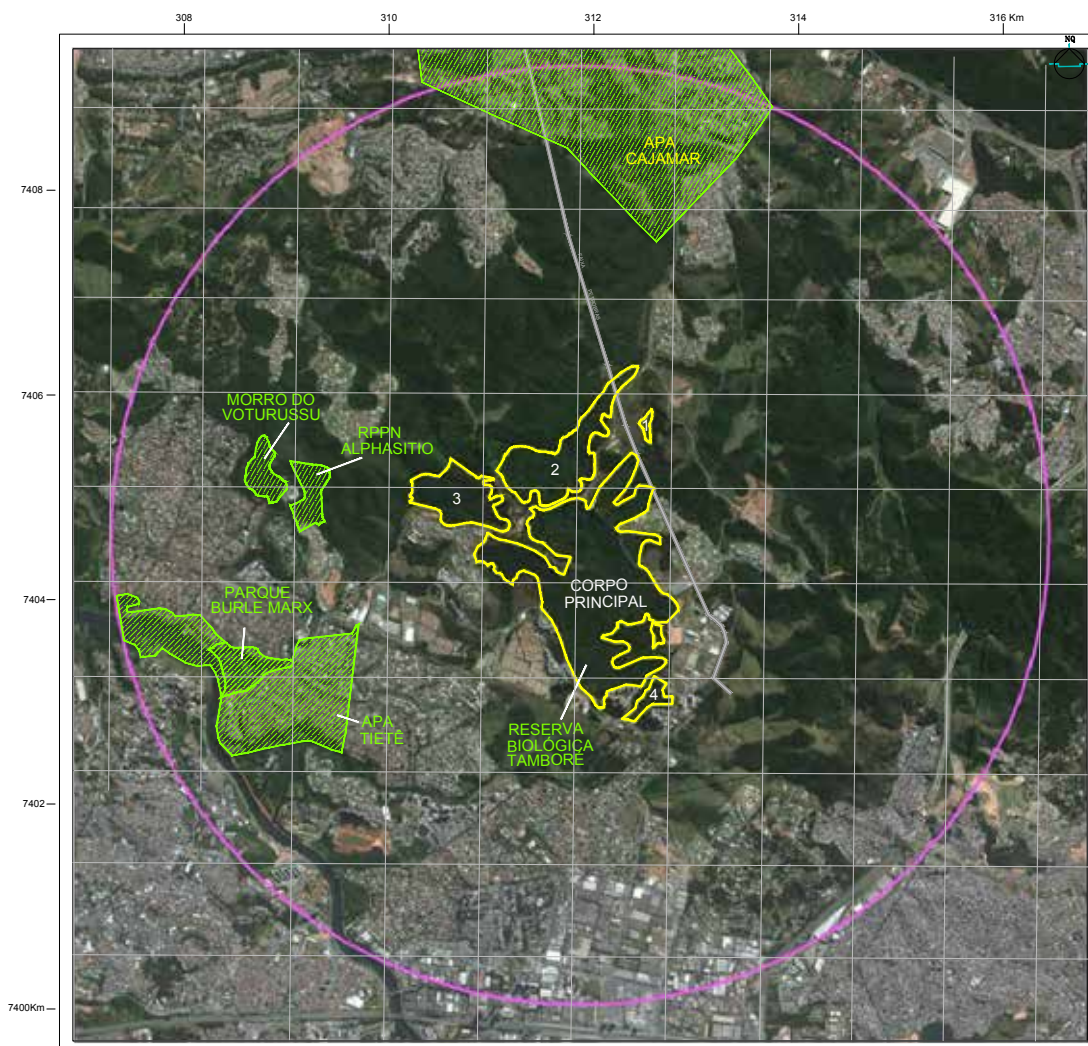 308
310
312
314
316 Km
NQ
7408
7406
7404
7402
7400Km
APA
CAJAMAR
MORRO DO
VOTURUSSU
RPPN
ALPHASITIO
1
2
3
CORPO
PRINCIPAL
PARQUE
BURLE MARX
4
APA
TIETÊ
RESERVA
BIOLÓGICA
TAMBORÉ